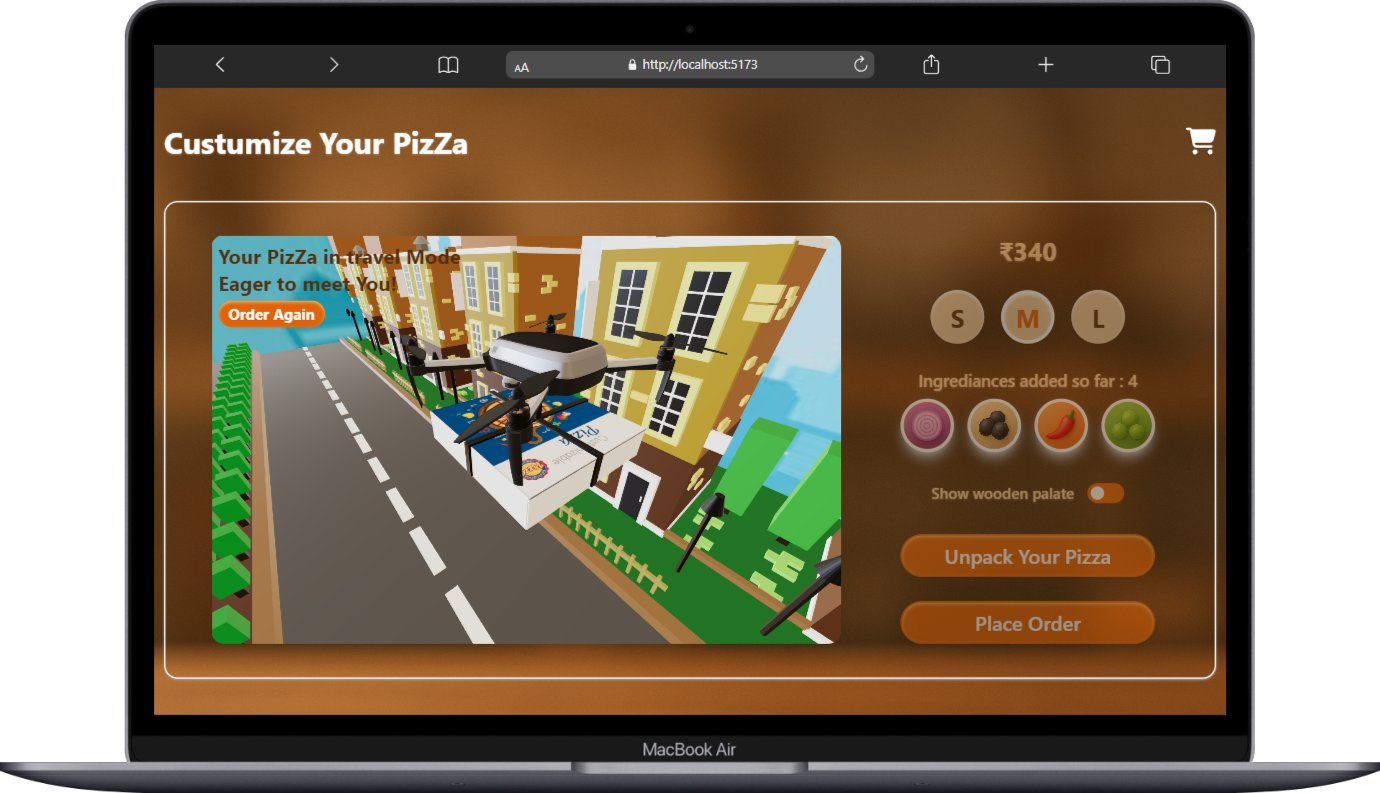 AA http://localhost:5173
Custumize Your PizZa
Your PizZa in travel Mode
Eager to meet You!
Order Again
₹340
S M L
Ingrediances added so far : 4
Show wooden palate
Unpack Your Pizza
Place Order
Customizable
Pizza
MacBook Air